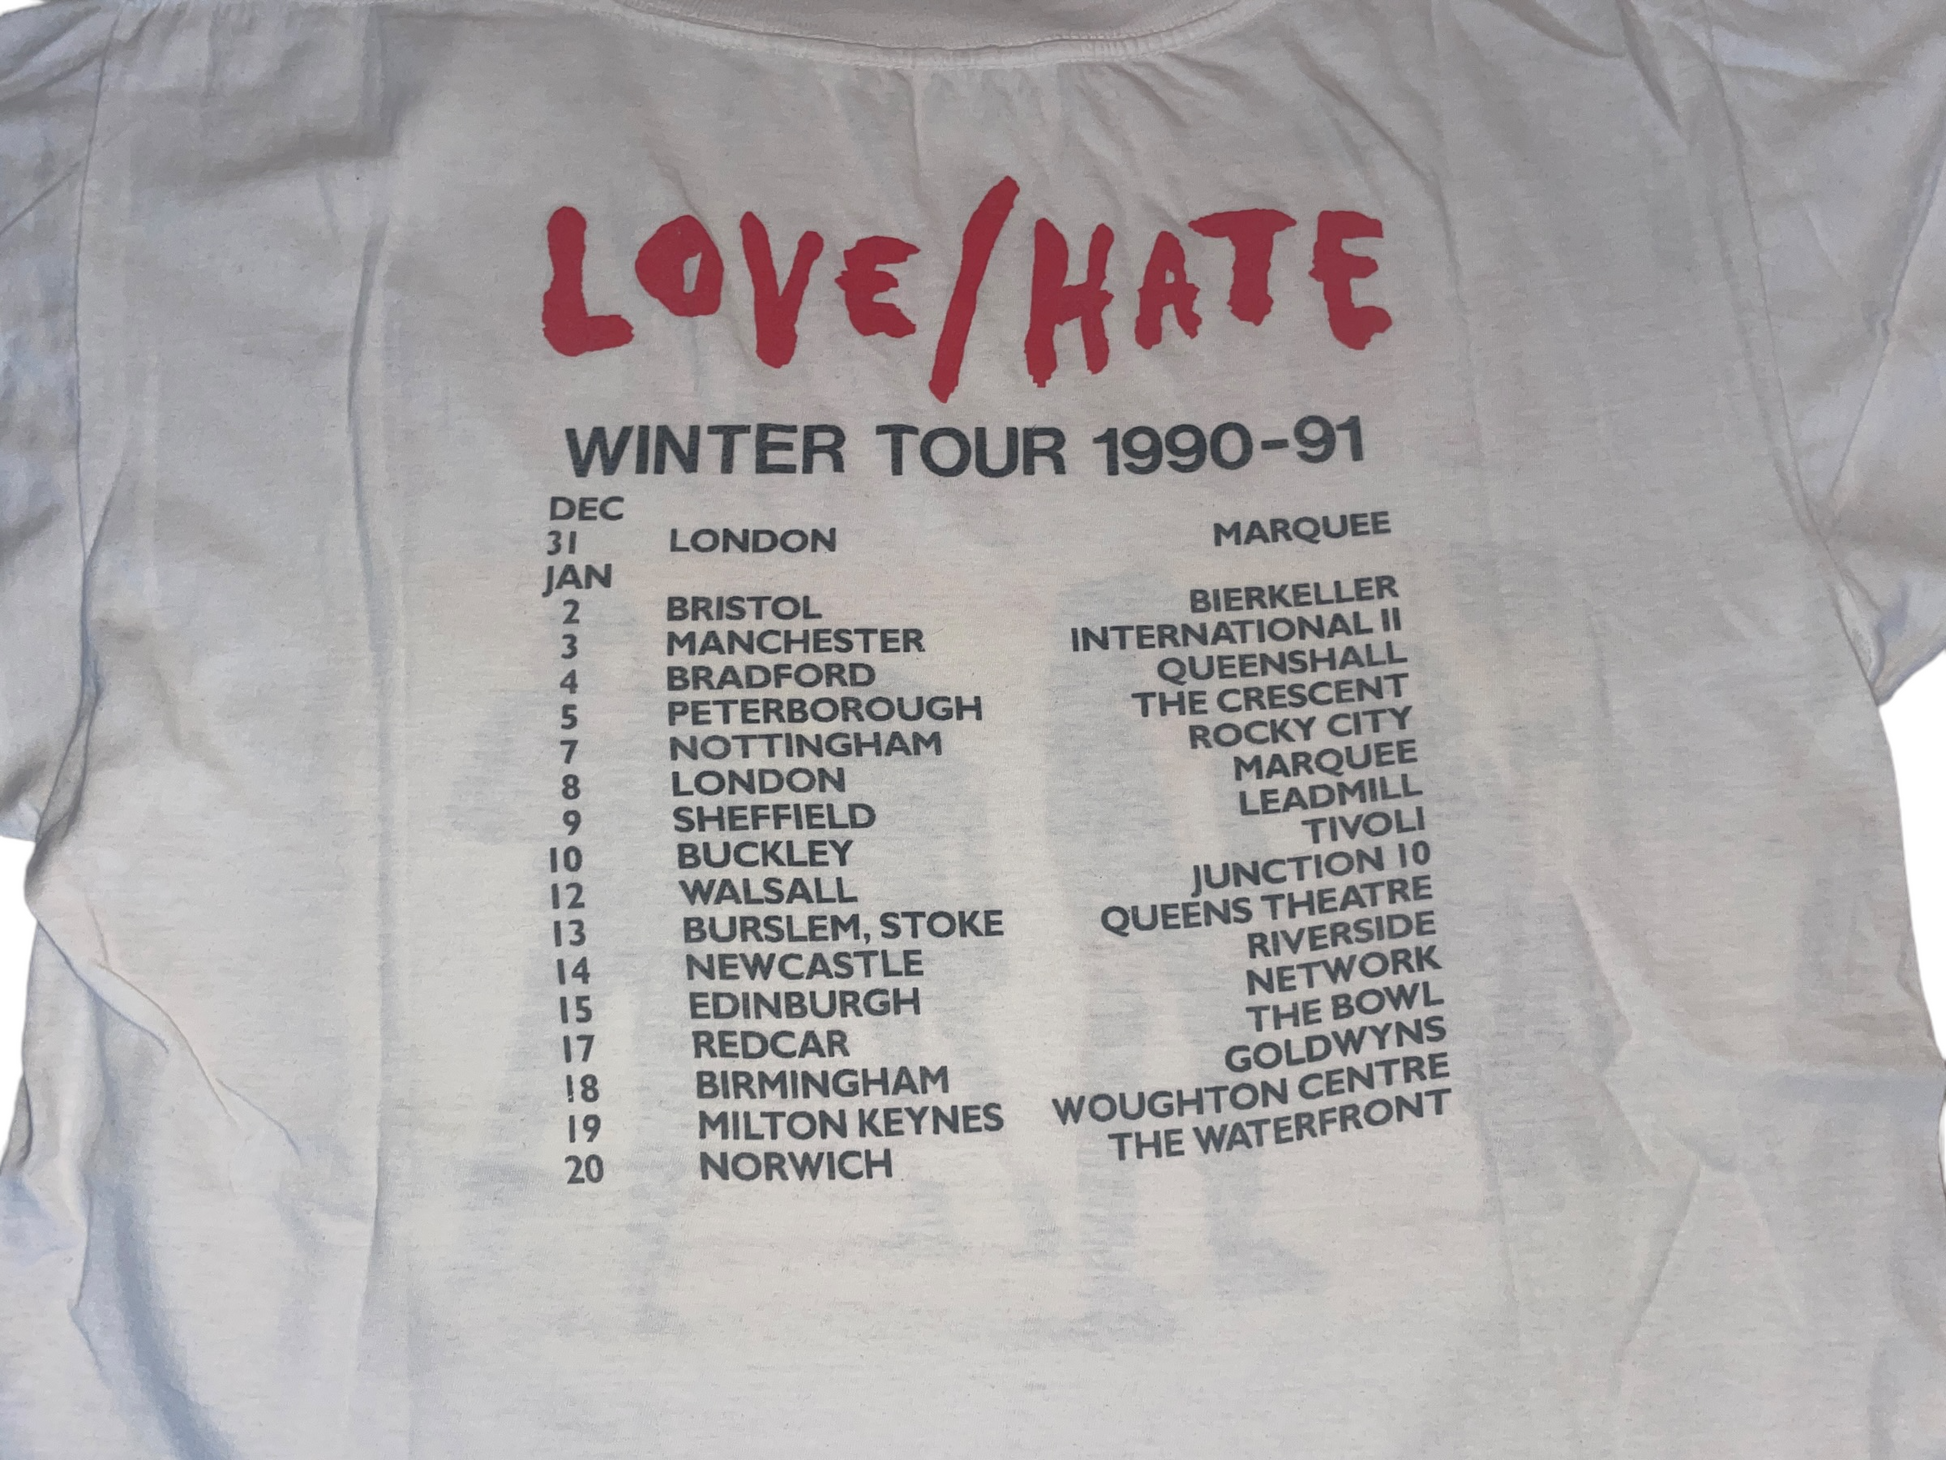 LOVE/HATE
WINTER TOUR 1990-91
DEC
31 LONDON MARQUEE
JAN
2 BRISTOL BIERKELLER
3 MANCHESTER INTERNATIONAL II
4 BRADFORD QUEENSHALL
5 PETERBOROUGH THE CRESCENT
7 NOTTINGHAM ROCKY CITY
8 LONDON MARQUEE
9 SHEFFIELD LEADMILL
10 BUCKLEY TIVOLI
12 WALSALL JUNCTION 10
13 BURSLEM, STOKE QUEENS THEATRE
14 NEWCASTLE RIVERSIDE
15 EDINBURGH NETWORK
17 REDCAR THE BOWL
18 BIRMINGHAM GOLDWYNS
19 MILTON KEYNES WOUGHTON CENTRE
20 NORWICH THE WATERFRONT